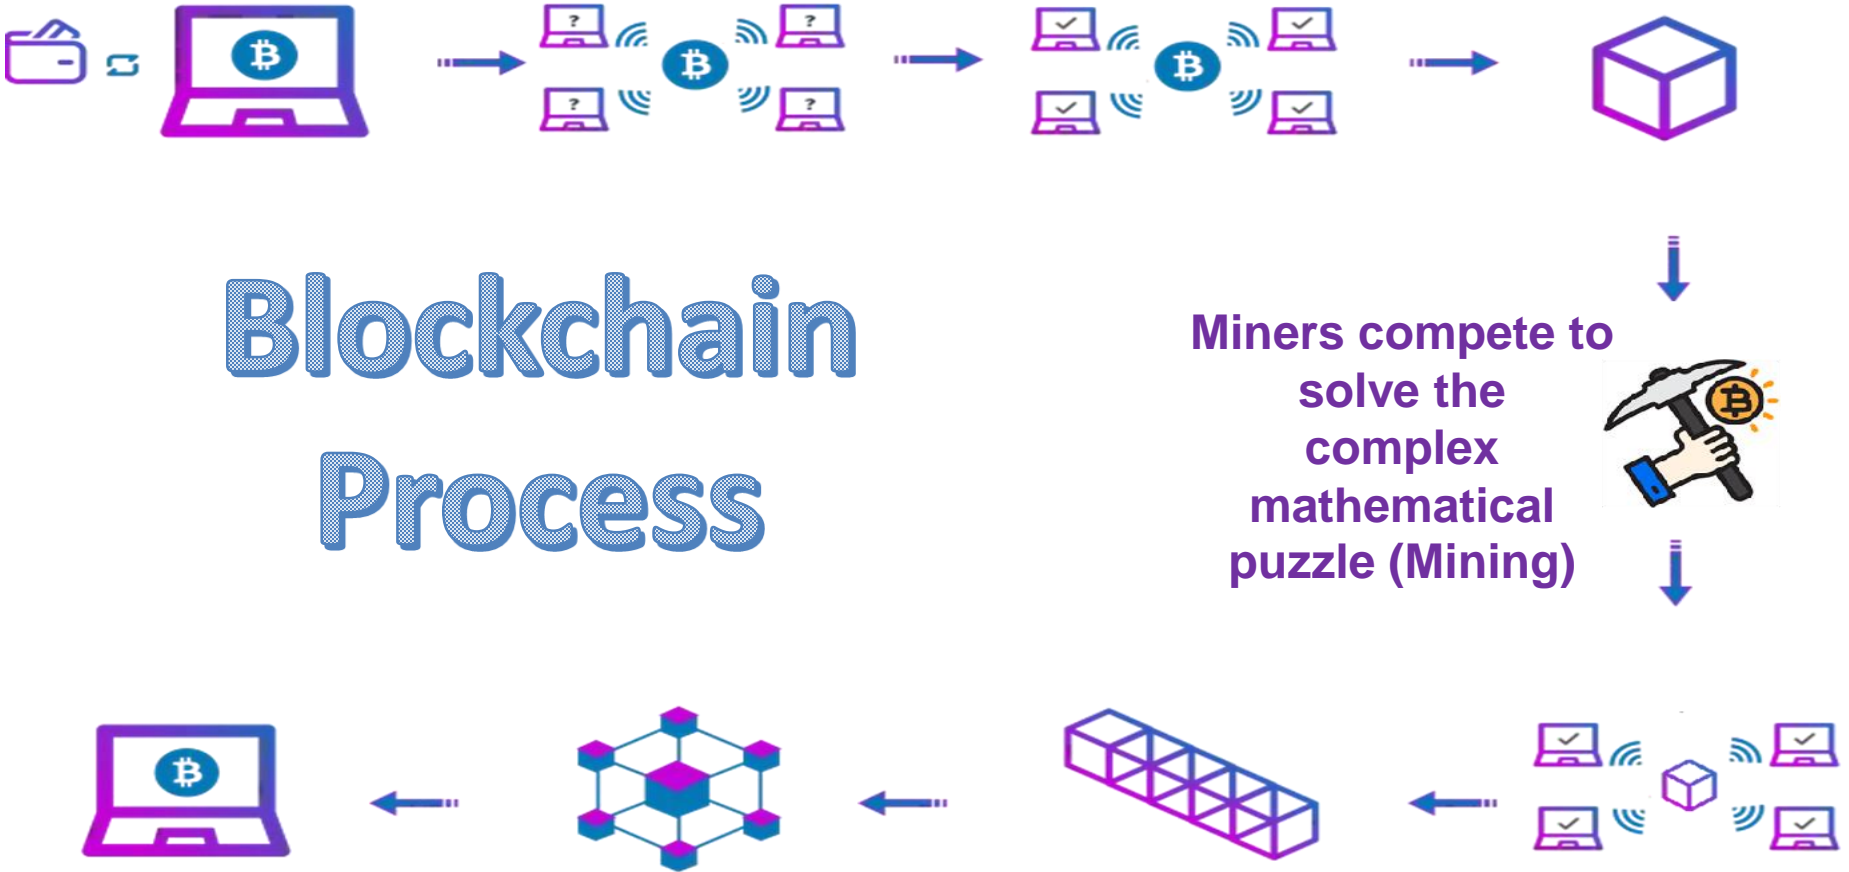 ?
?
?
?
Blockchain
Process
Miners compete to
solve the
complex
mathematical
puzzle (Mining)